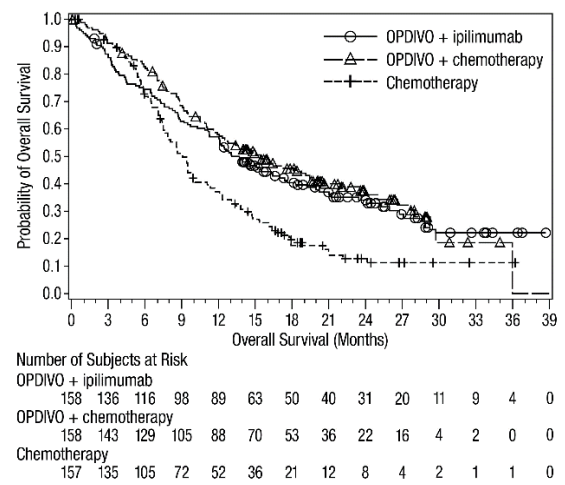 1.0
0.9
0.8
0.7
0.6
0.5
0.4
0.3
0.2
0.1
0.0
Probability of Overall Survival
OPDIVO + ipilimumab
OPDIVO + chemotherapy
Chemotherapy
0 3 6 9 12 15 18 21 24 27 30 33 36 39
Overall Survival (Months)
Number of Subjects at Risk
OPDIVO + ipilimumab
158 136 116 98 89 63 50 40 31 20 11 9 4 0
OPDIVO + chemotherapy
158 143 129 105 88 70 53 36 22 16 4 2 0 0
Chemotherapy
157 135 105 72 52 36 21 12 8 4 2 1 1 0